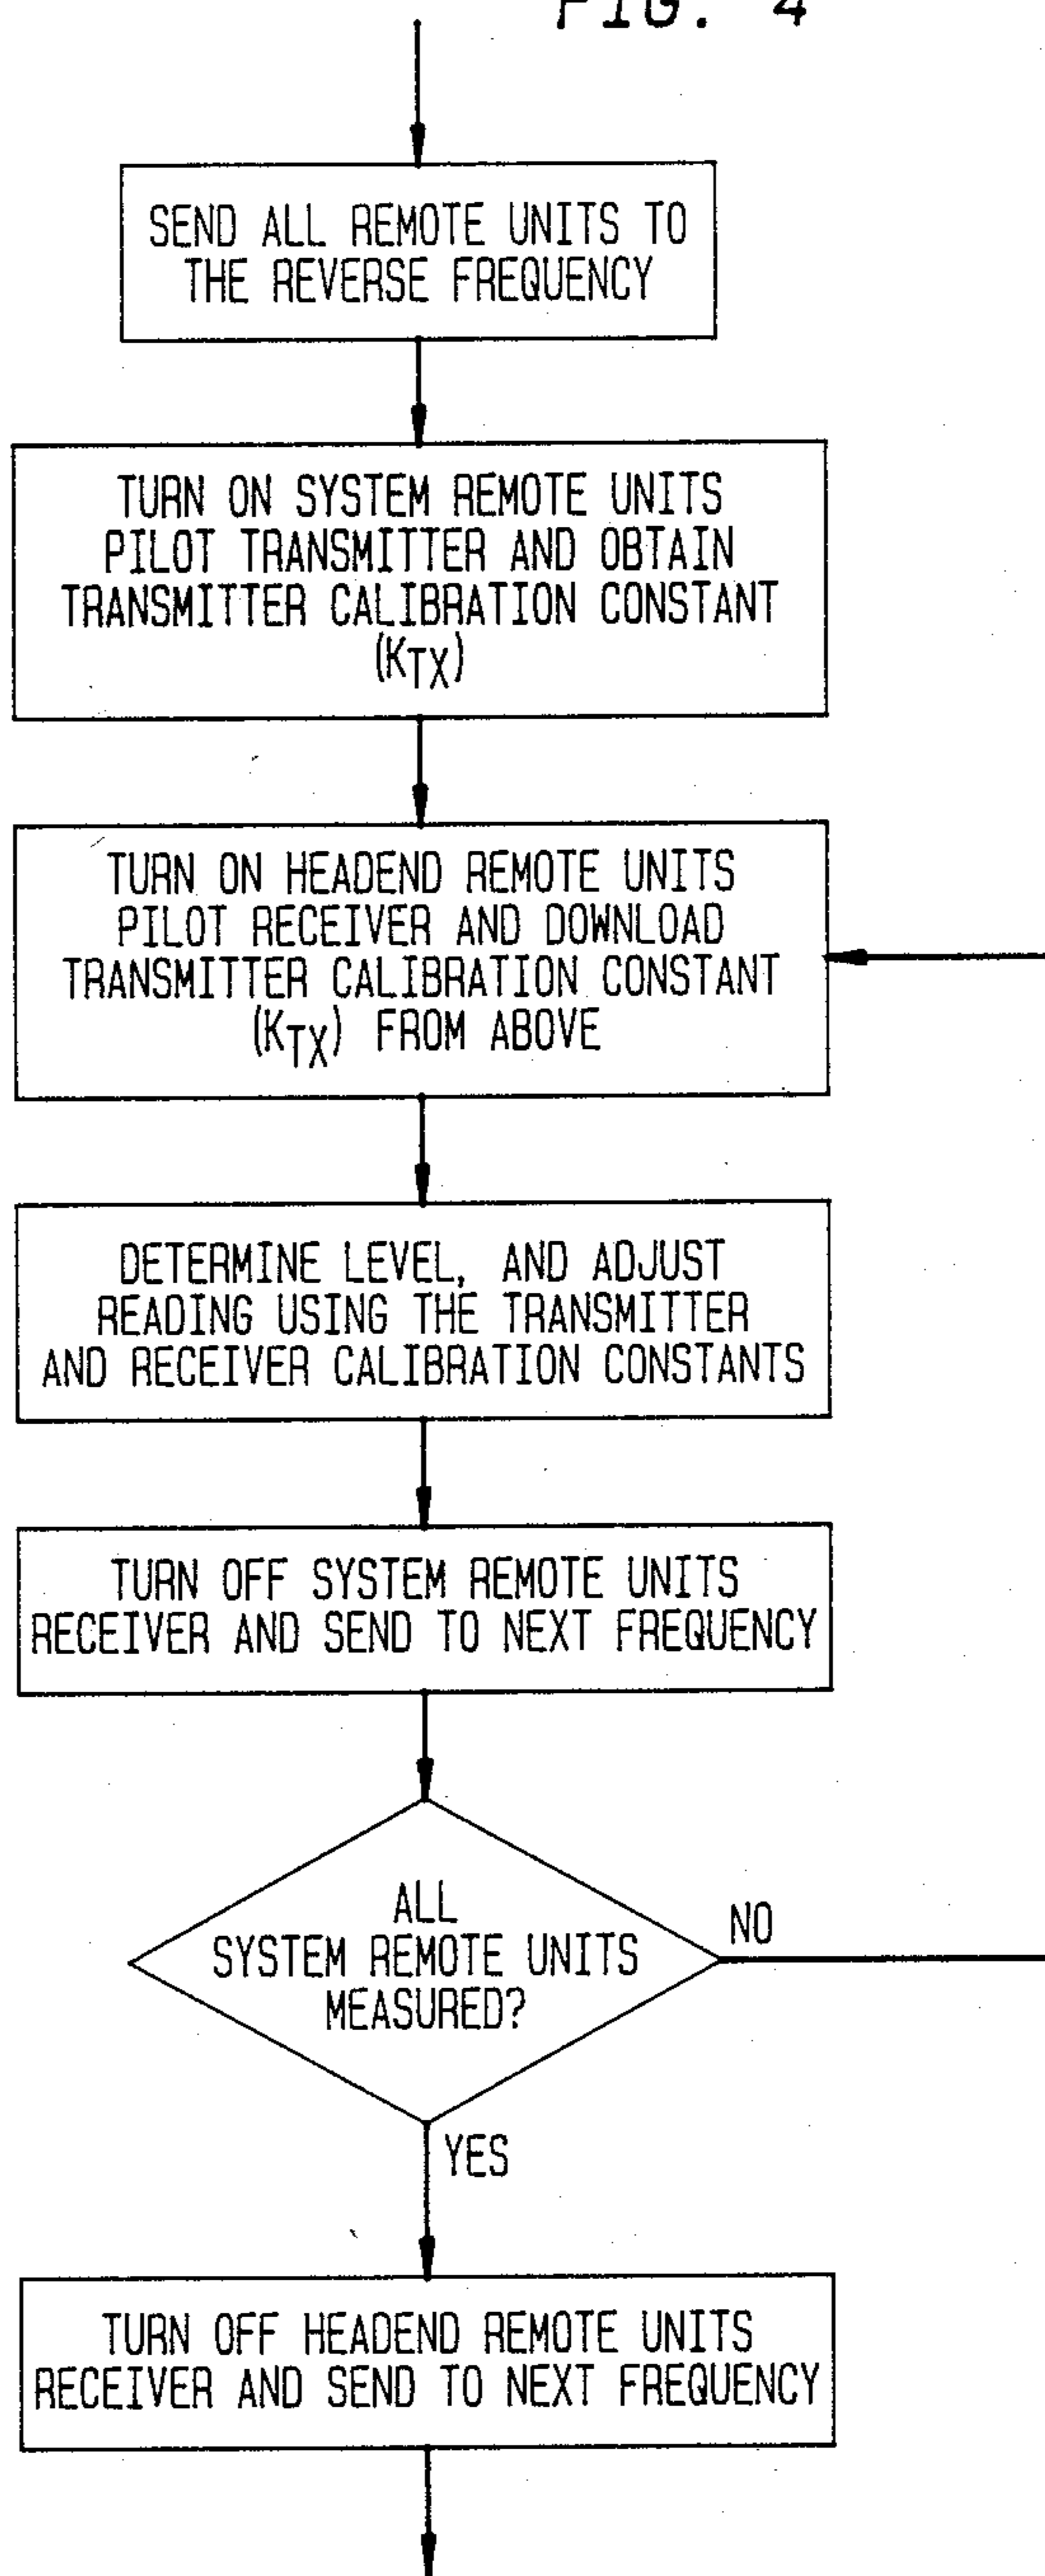 FIG. 4
SEND ALL REMOTE UNITS TO
THE REVERSE FREQUENCY
TURN ON SYSTEM REMOTE UNITS
PILOT TRANSMITTER AND OBTAIN
TRANSMITTER CALIBRATION CONSTANT
(KTX)
TURN ON HEADEND REMOTE UNITS
PILOT RECEIVER AND DOWNLOAD
TRANSMITTER CALIBRATION CONSTANT
(KTX) FROM ABOVE
DETERMINE LEVEL, AND ADJUST
READING USING THE TRANSMITTER
AND RECEIVER CALIBRATION CONSTANTS
TURN OFF SYSTEM REMOTE UNITS
RECEIVER AND SEND TO NEXT FREQUENCY
ALL
SYSTEM REMOTE UNITS
MEASURED?
NO
YES
TURN OFF HEADEND REMOTE UNITS
RECEIVER AND SEND TO NEXT FREQUENCY